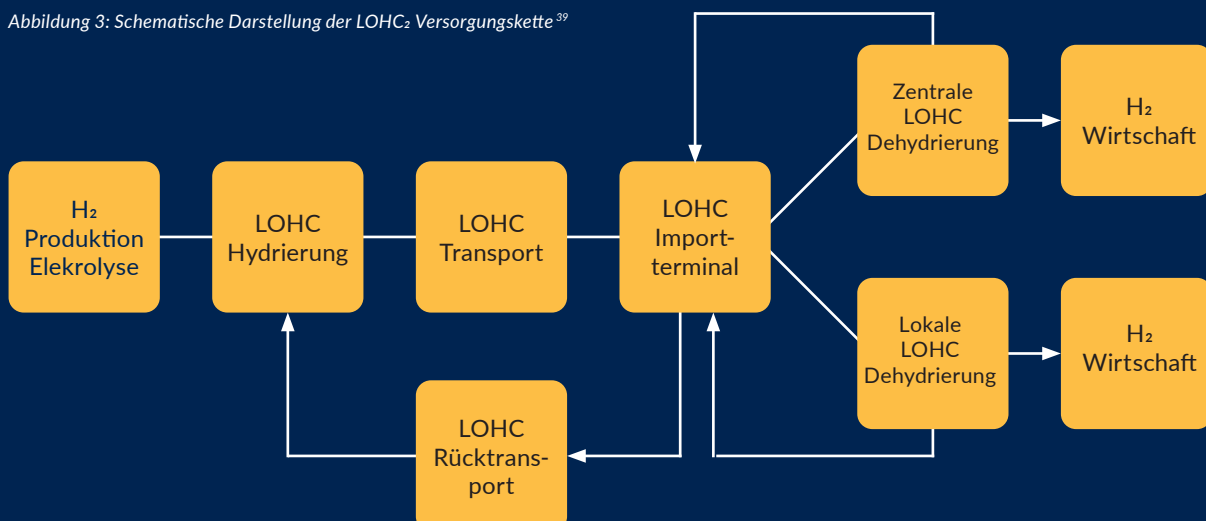 Abbildung 3: Schematische Darstellung der LOHC₂ Versorgungskette ³⁹
H₂
Produktion
Elekrolyse
LOHC
Hydrierung
LOHC
Transport
LOHC
Import-
terminal
Zentrale
LOHC
Dehydrierung
H₂
Wirtschaft
Lokale
LOHC
Dehydrierung
H₂
Wirtschaft
LOHC
Rücktrans-
port